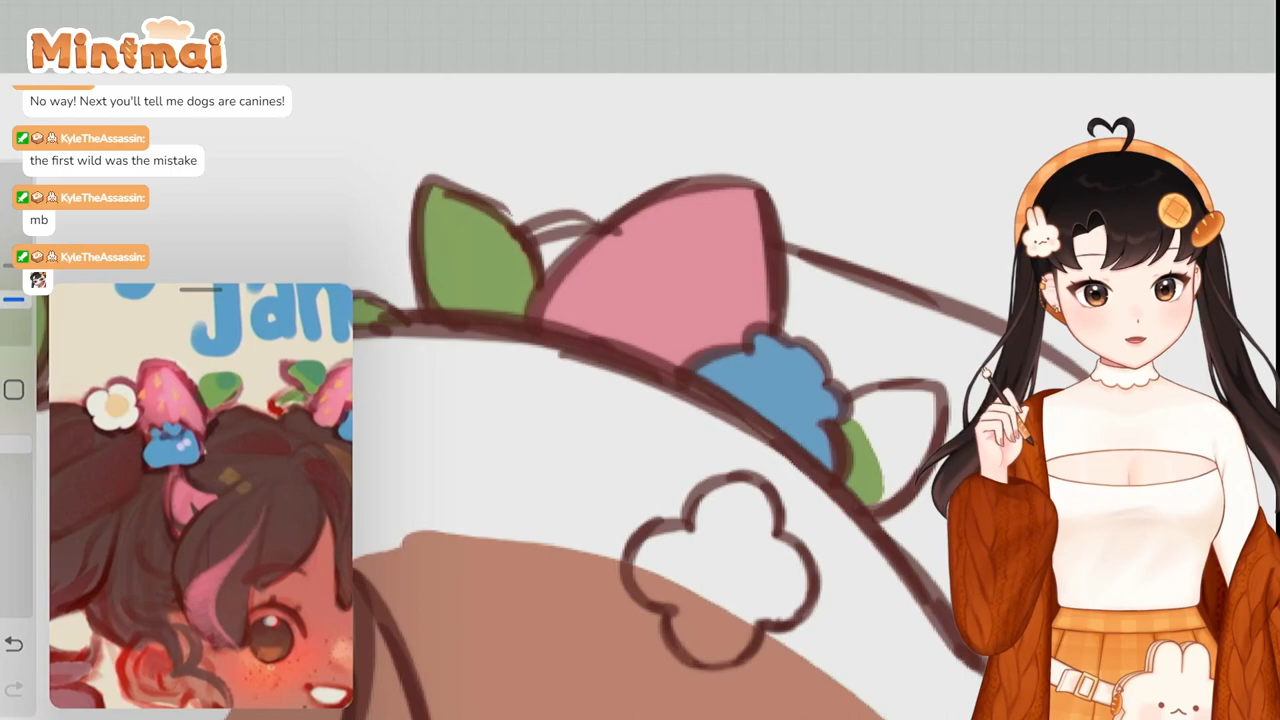 Mintmai
No way! Next you'll tell me dogs are canines!
KyleTheAssassin:
the first wild was the mistake
KyleTheAssassin:
mb
KyleTheAssassin:
Jan